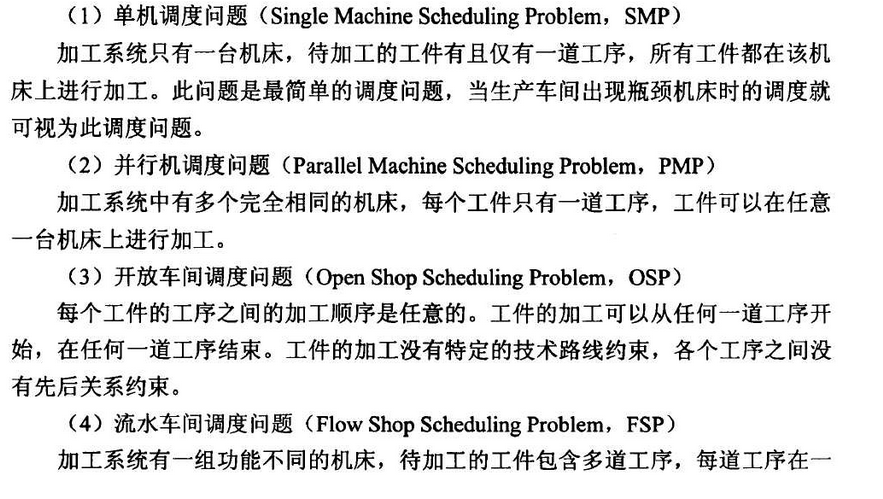 （1）单机调度问题（Single Machine Scheduling Problem，SMP）
加工系统只有一台机床，待加工的工件有且仅有一道工序，所有工件都在该机
床上进行加工。此问题是最简单的调度问题，当生产车间出现瓶颈机床时的调度就
可视为此调度问题。
（2）并行机调度问题（Parallel Machine Scheduling Problem，PMP）
加工系统中有多个完全相同的机床，每个工件只有一道工序，工件可以在任意
一台机床上进行加工。
（3）开放车间调度问题（Open Shop Scheduling Problem，OSP）
每个工件的工序之间的加工顺序是任意的。工件的加工可以从任何一道工序开
始，在任何一道工序结束。工件的加工没有特定的技术路线约束，各个工序之间没
有先后关系约束。
（4）流水车间调度问题（Flow Shop Scheduling Problem，FSP）
加工系统有一组功能不同的机床，待加工的工件包含多道工序，每道工序在一